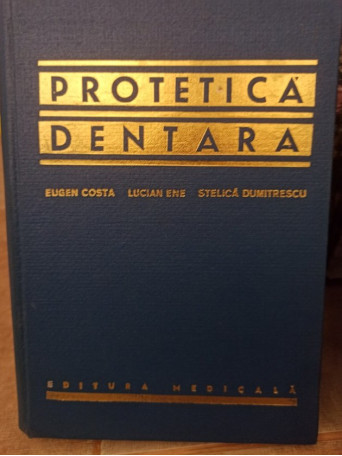 PROTETICĂ
DENTARA
EUGEN COSTA LUCIAN ENE STELICĂ DUMITRESCU
EDITURA MEDICALĂ